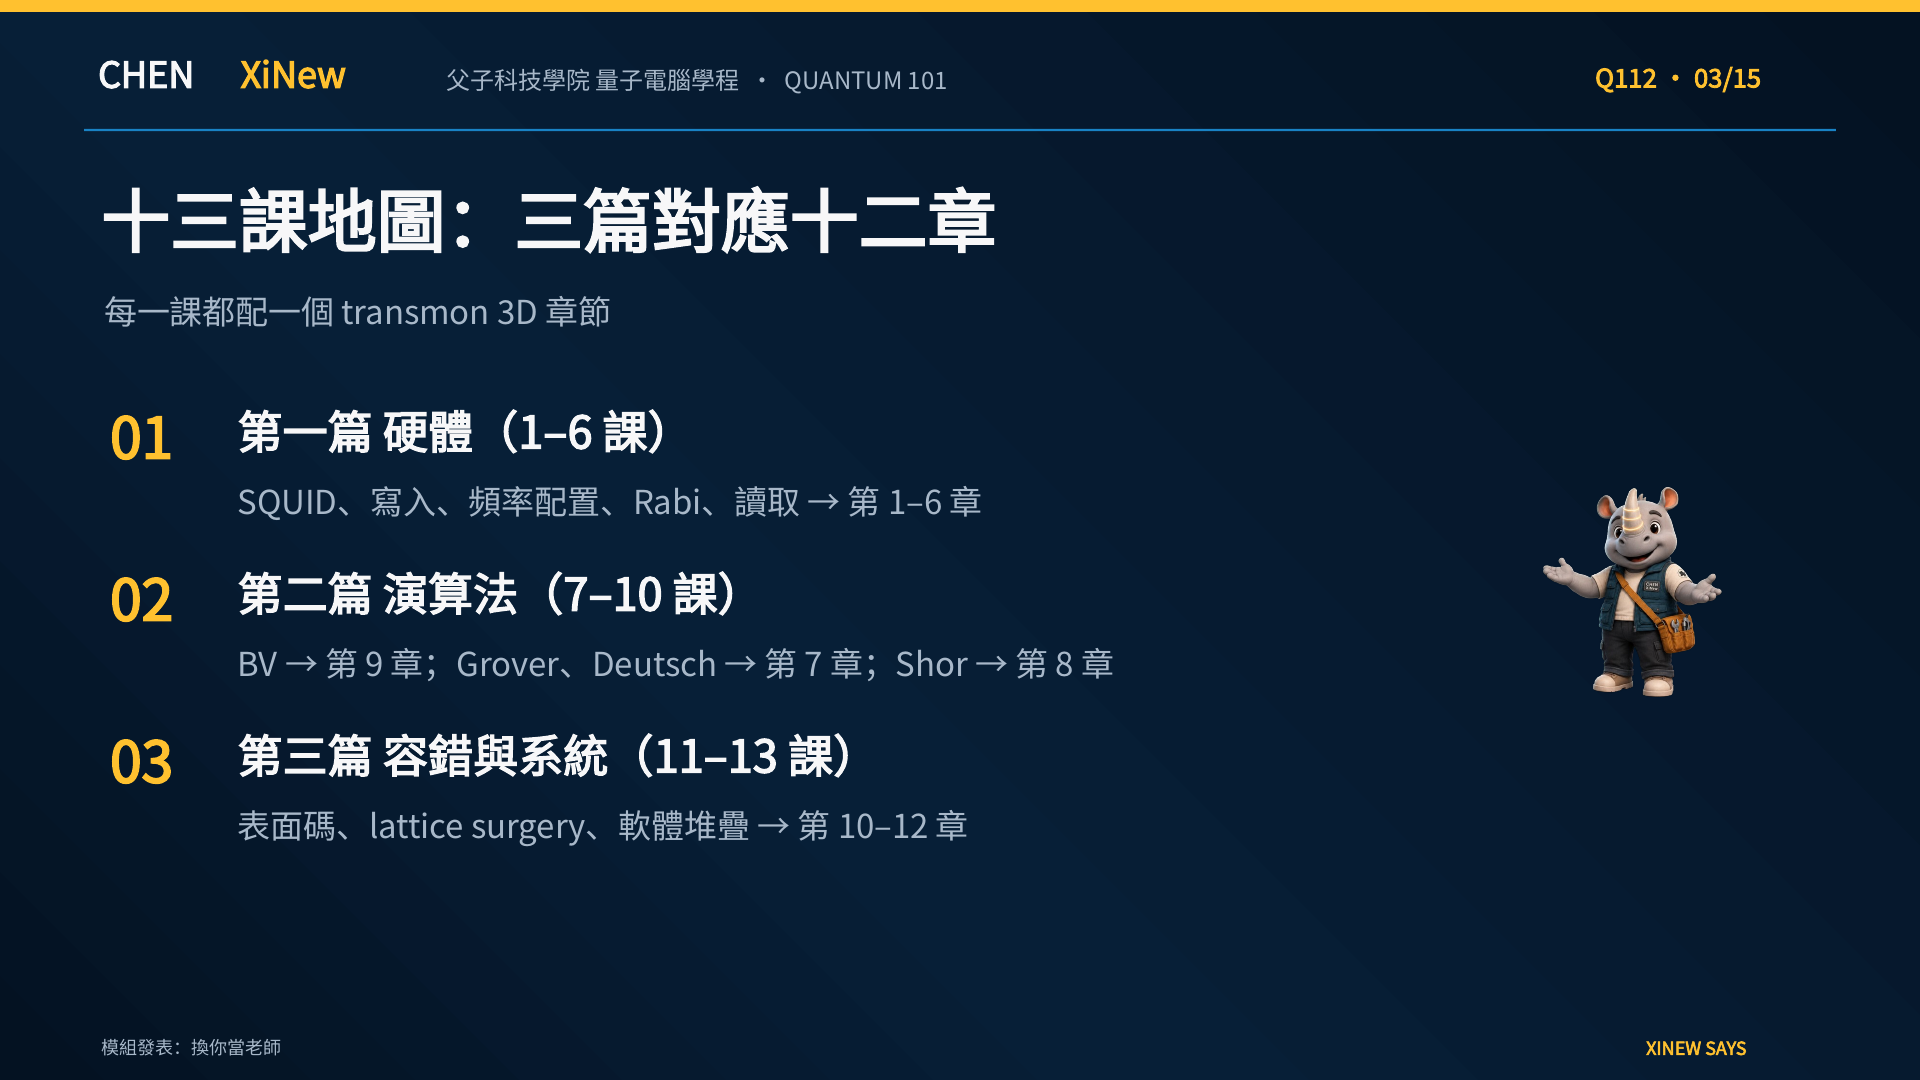 CHEN XiNew 父子科技學院 量子電腦學程 · QUANTUM 101 Q112 · 03/15
十三課地圖：三篇對應十二章
每一課都配一個 transmon 3D 章節
01 第一篇 硬體（1–6 課）
SQUID、寫入、頻率配置、Rabi、讀取 → 第 1–6 章
02 第二篇 演算法（7–10 課）
BV → 第 9 章；Grover、Deutsch → 第 7 章；Shor → 第 8 章
03 第三篇 容錯與系統（11–13 課）
表面碼、lattice surgery、軟體堆疊 → 第 10–12 章
模組發表：換你當老師 XINEW SAYS